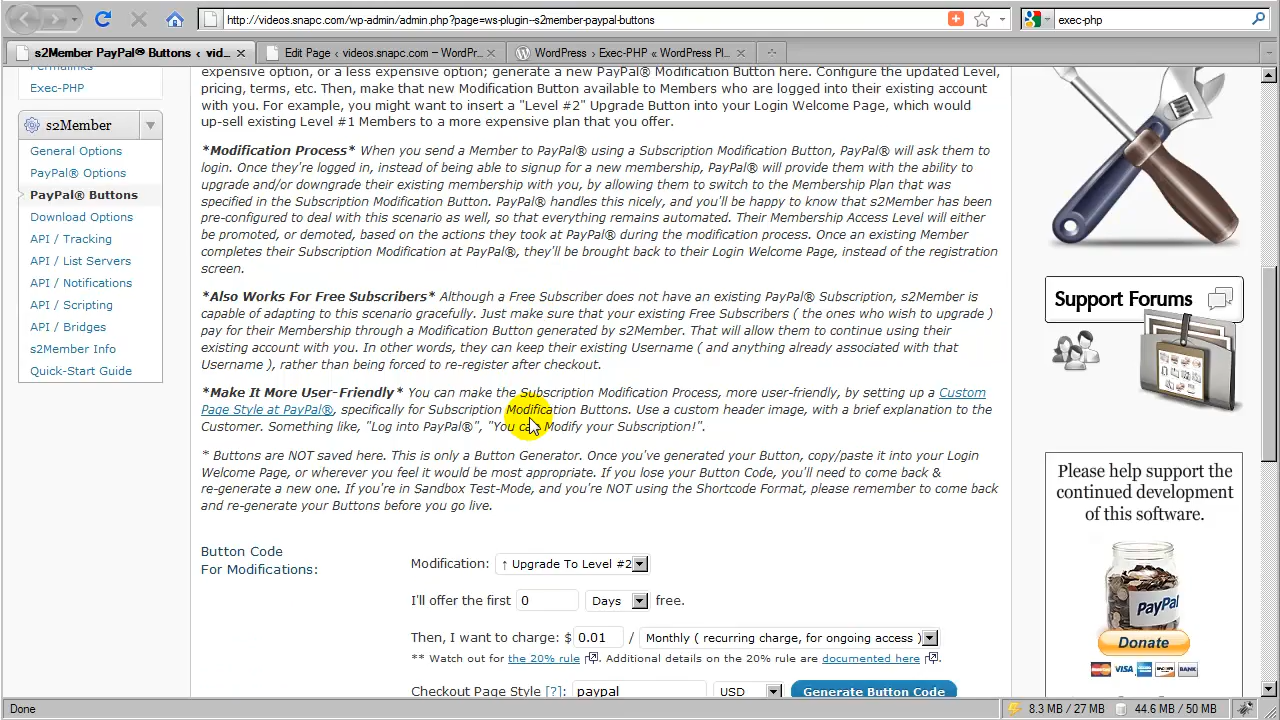 http://videos.snapc.com/wp-admin/admin.php?page=ws-plugin--s2member-paypal-buttons
exec-php
s2Member PayPal® Buttons ‹ vid...
Edit Page ‹ videos.snapc.com — WordPr...
WordPress › Exec-PHP « WordPress Pl...
Permalinks
Exec-PHP
s2Member
General Options
PayPal® Options
PayPal® Buttons
Download Options
API / Tracking
API / List Servers
API / Notifications
API / Scripting
API / Bridges
s2Member Info
Quick-Start Guide
expensive option, or a less expensive option; generate a new PayPal® Modification Button here. Configure the updated Level,
pricing, terms, etc. Then, make that new Modification Button available to Members who are logged into their existing account
with you. For example, you might want to insert a "Level #2" Upgrade Button into your Login Welcome Page, which would
up-sell existing Level #1 Members to a more expensive plan that you offer.
*Modification Process* When you send a Member to PayPal® using a Subscription Modification Button, PayPal® will ask them to
login. Once they're logged in, instead of being able to signup for a new membership, PayPal® will provide them with the ability to
upgrade and/or downgrade their existing membership with you, by allowing them to switch to the Membership Plan that was
specified in the Subscription Modification Button. PayPal® handles this nicely, and you'll be happy to know that s2Member has been
pre-configured to deal with this scenario as well, so that everything remains automated. Their Membership Access Level will either
be promoted, or demoted, based on the actions they took at PayPal® during the modification process. Once an existing Member
completes their Subscription Modification at PayPal®, they'll be brought back to their Login Welcome Page, instead of the registration
screen.
*Also Works For Free Subscribers* Although a Free Subscriber does not have an existing PayPal® Subscription, s2Member is
capable of adapting to this scenario gracefully. Just make sure that your existing Free Subscribers ( the ones who wish to upgrade )
pay for their Membership through a Modification Button generated by s2Member. That will allow them to continue using their
existing account with you. In other words, they can keep their existing Username ( and anything already associated with that
Username ), rather than being forced to re-register after checkout.
*Make It More User-Friendly* You can make the Subscription Modification Process, more user-friendly, by setting up a Custom
Page Style at PayPal®, specifically for Subscription Modification Buttons. Use a custom header image, with a brief explanation to the
Customer. Something like, "Log into PayPal®", "You can Modify your Subscription!".
* Buttons are NOT saved here. This is only a Button Generator. Once you've generated your Button, copy/paste it into your Login
Welcome Page, or wherever you feel it would be most appropriate. If you lose your Button Code, you'll need to come back &
re-generate a new one. If you're in Sandbox Test-Mode, and you're NOT using the Shortcode Format, please remember to come back
and re-generate your Buttons before you go live.
Button Code
For Modifications:
Modification: ↑ Upgrade To Level #2
I'll offer the first 0 Days free.
Then, I want to charge: $ 0.01 / Monthly ( recurring charge, for ongoing access )
** Watch out for the 20% rule. Additional details on the 20% rule are documented here.
Checkout Page Style [?]: paypal USD Generate Button Code
Support Forums
Please help support the
continued development
of this software.
PayPal
Donate
VISA
BANK
Done
8.3 MB / 27 MB
44.6 MB / 50 MB